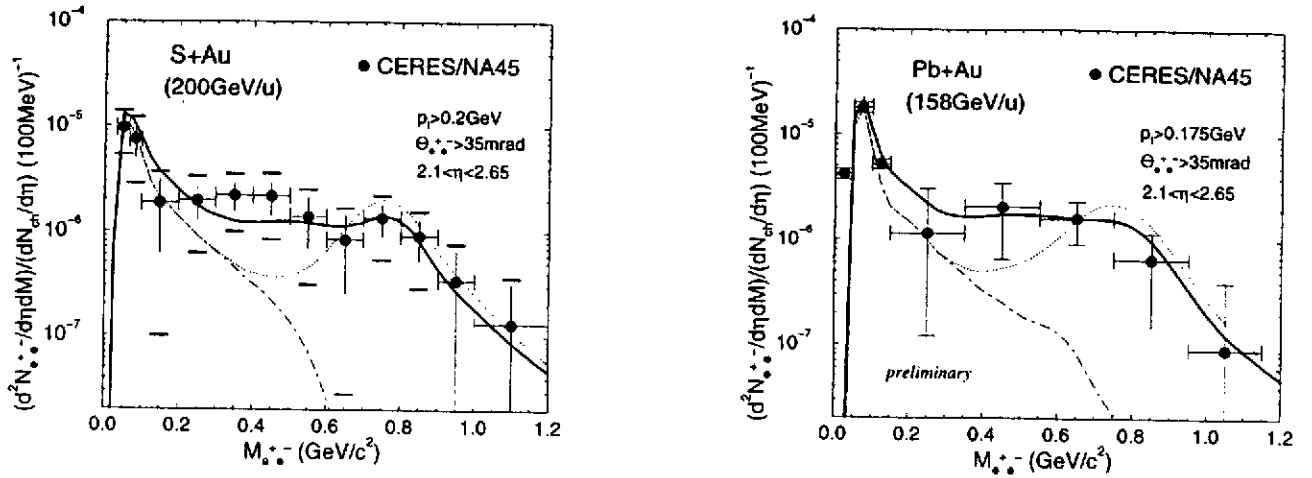 10⁻⁴
S+Au
(200GeV/u)
● CERES/NA45
pₜ>0.2GeV
Θₑ⁺ₑ⁻>35mrad
2.1<η<2.65
10⁻⁵
10⁻⁶
10⁻⁷
(d²Nₑ⁺ₑ⁻/dηdM)/(dN_ch/dη) (100MeV)⁻¹
0.0 0.2 0.4 0.6 0.8 1.0 1.2
Mₑ⁺ₑ⁻ (GeV/c²)
10⁻⁴
Pb+Au
(158GeV/u)
● CERES/NA45
pₜ>0.175GeV
Θₑ⁺ₑ⁻>35mrad
2.1<η<2.65
10⁻⁵
10⁻⁶
10⁻⁷
preliminary
(d²Nₑ⁺ₑ⁻/dηdM)/(dN_ch/dη) (100MeV)⁻¹
0.0 0.2 0.4 0.6 0.8 1.0 1.2
Mₑ⁺ₑ⁻ (GeV/c²)